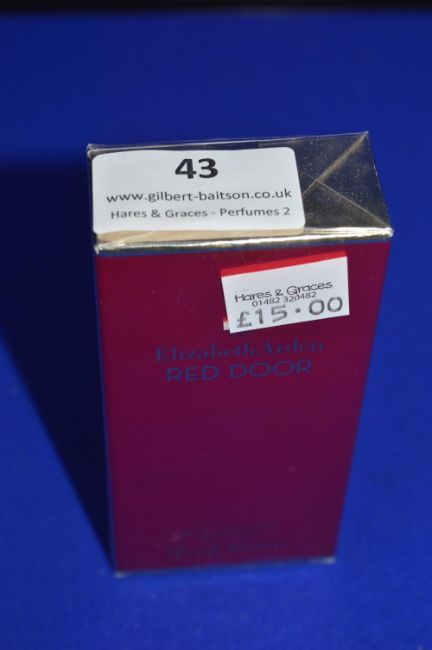 43
www.gilbert-baitson.co.uk
Hares & Graces - Perfumes 2
Hares & Graces
01482 320482
£15.00
Elizabeth Arden
RED DOOR